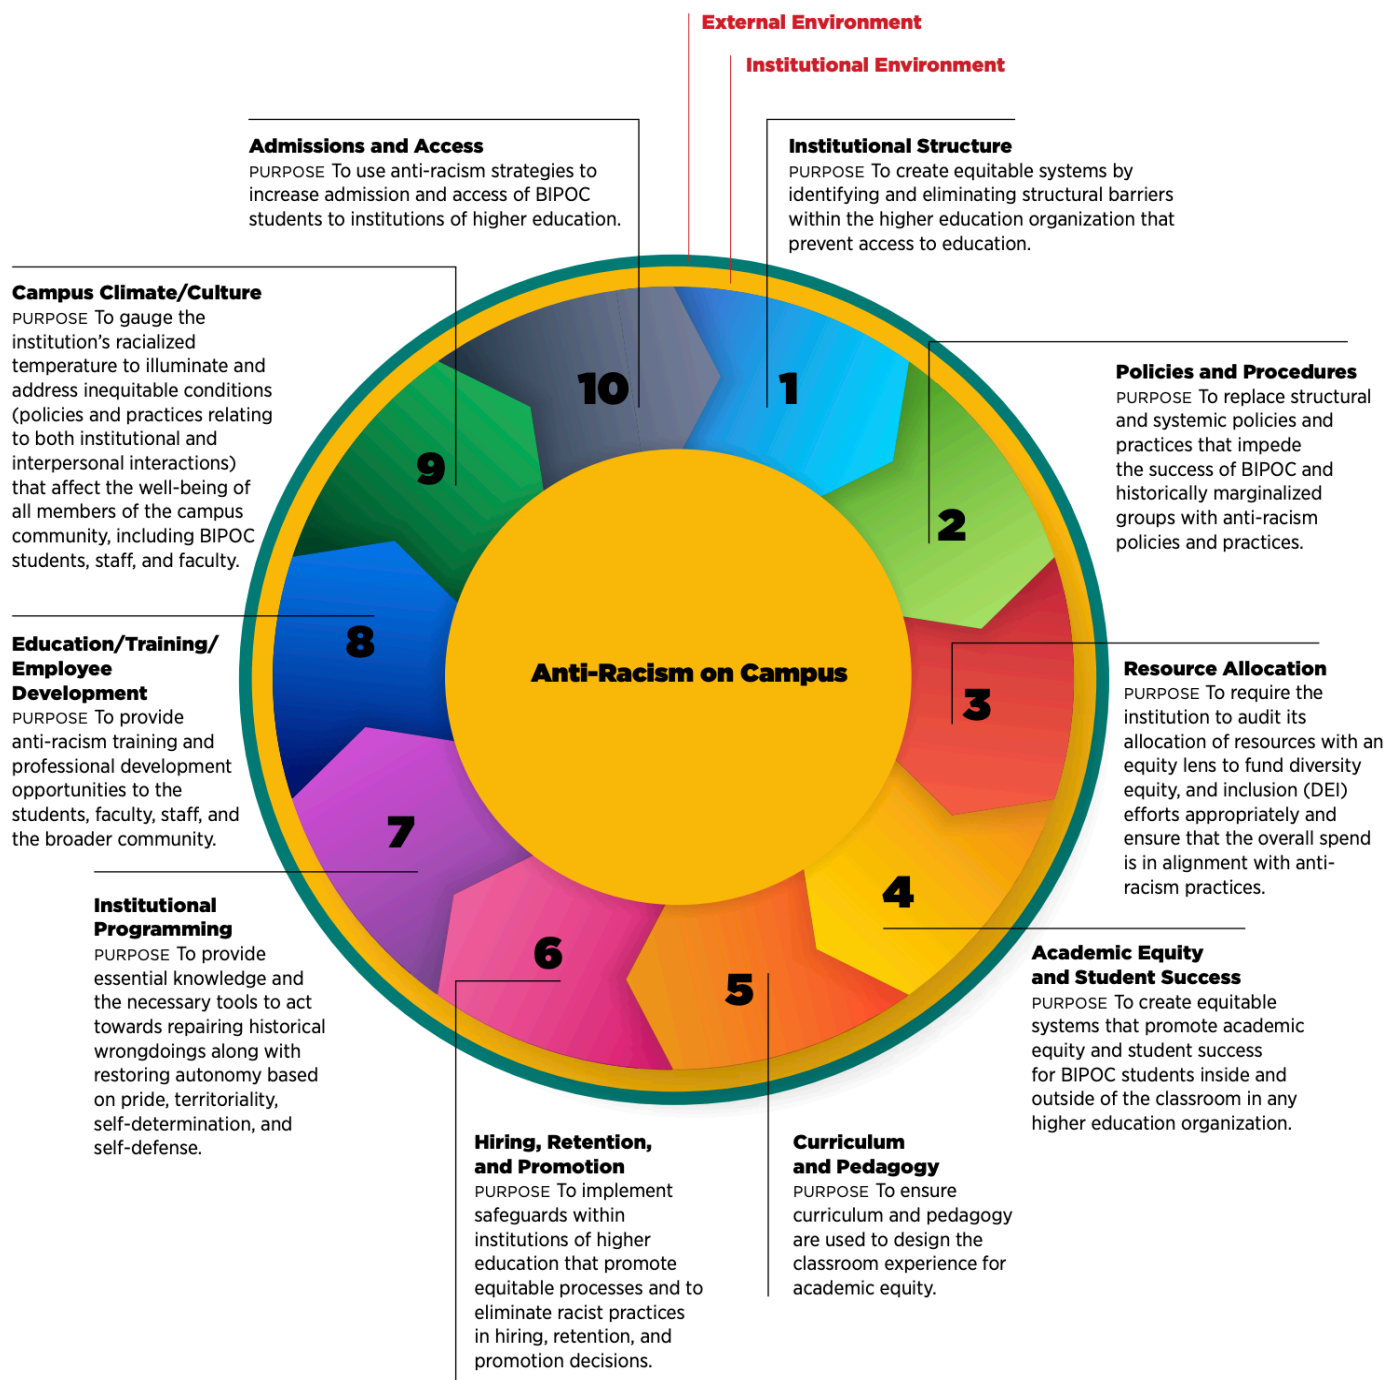 External Environment
Institutional Environment
Admissions and Access
PURPOSE To use anti-racism strategies to
increase admission and access of BIPOC
students to institutions of higher education.
Institutional Structure
PURPOSE To create equitable systems by
identifying and eliminating structural barriers
within the higher education organization that
prevent access to education.
Campus Climate/Culture
PURPOSE To gauge the
institution’s racialized
temperature to illuminate and
address inequitable conditions
(policies and practices relating
to both institutional and
interpersonal interactions)
that affect the well-being of
all members of the campus
community, including BIPOC
students, staff, and faculty.
Policies and Procedures
PURPOSE To replace structural
and systemic policies and
practices that impede
the success of BIPOC and
historically marginalized
groups with anti-racism
policies and practices.
10
1
9
2
8
3
7
4
6
5
Anti-Racism on Campus
Education/Training/
Employee
Development
PURPOSE To provide
anti-racism training and
professional development
opportunities to the
students, faculty, staff, and
the broader community.
Resource Allocation
PURPOSE To require the
institution to audit its
allocation of resources with an
equity lens to fund diversity
equity, and inclusion (DEI)
efforts appropriately and
ensure that the overall spend
is in alignment with anti-
racism practices.
Institutional
Programming
PURPOSE To provide
essential knowledge and
the necessary tools to act
towards repairing historical
wrongdoings along with
restoring autonomy based
on pride, territoriality,
self-determination, and
self-defense.
Academic Equity
and Student Success
PURPOSE To create equitable
systems that promote academic
equity and student success
for BIPOC students inside and
outside of the classroom in any
higher education organization.
Hiring, Retention,
and Promotion
PURPOSE To implement
safeguards within
institutions of higher
education that promote
equitable processes and to
eliminate racist practices
in hiring, retention, and
promotion decisions.
Curriculum
and Pedagogy
PURPOSE To ensure
curriculum and pedagogy
are used to design the
classroom experience for
academic equity.